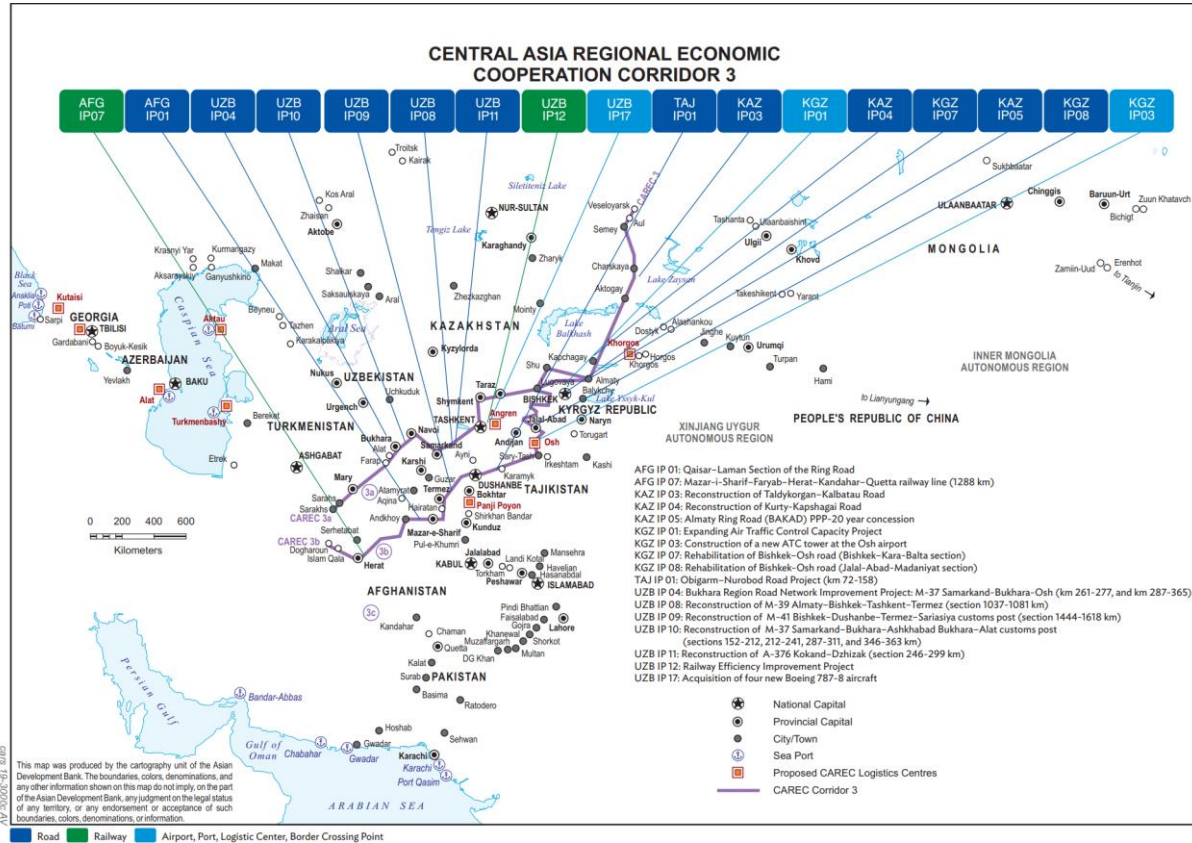 CENTRAL ASIA REGIONAL ECONOMIC
COOPERATION CORRIDOR 3
AFG IP07
AFG IP01
UZB IP04
UZB IP10
UZB IP09
UZB IP08
UZB IP11
UZB IP12
UZB IP17
TAJ IP01
KAZ IP03
KGZ IP01
KAZ IP04
KGZ IP07
KAZ IP05
KGZ IP08
KGZ IP03
Troitsk
Kairak
Siletiteniz Lake
Sukhbaatar
Kos Aral
Zhaisan
Aktobe
NUR-SULTAN
Tengiz Lake
Karaghandy
Zharyk
Veseloyarsk
CAREC 3
Aul
Semey
Charskaya
Aktogay
Tashanta
Ulaanbaishint
Ulgii
Khovd
ULAANBAATAR
Chinggis
Baruun-Urt
Zuun Khatavch
Bichigt
MONGOLIA
Zamiin-Uud
Erenhot
to Tianjin
Krasnyi Yar
Kurmangazy
Aksarayskiy
Ganyushkino
Makat
Shalkar
Saksaulskaya
Aral
Zhezkazghan
Mointy
Lake Zaysan
Takeshikent
Yarant
Black Sea
Anaklia
Poti
Batumi
Kutaisi
Sarpi
GEORGIA
TBILISI
Gardabani
Boyuk-Kesik
Caspian Sea
Aktau
Beyneu
Tazhen
Karakalpakiya
Aral Sea
KAZAKHSTAN
Kyzylorda
Lake Balkhash
Dostyk
Alashankou
Jinghe
Kuytun
Urumqi
Turpan
Hami
Khorgos
Khorgos
Horgos
INNER MONGOLIA
AUTONOMOUS REGION
AZERBAIJAN
Yevlakh
BAKU
Alat
Turkmenbashy
Bereket
Etrek
Nukus
UZBEKISTAN
Uchkuduk
Urgench
TURKMENISTAN
ASHGABAT
Kapchagay
Shu
Taraz
Lugovaya
Almaty
Balykchy
Lake Yssyk-Kul
BISHKEK
KYRGYZ REPUBLIC
Shymkent
TASHKENT
Angren
Jalal-Abad
Naryn
Andijan
Osh
Torugart
to Lianyungang
PEOPLE'S REPUBLIC OF CHINA
XINJIANG UYGUR
AUTONOMOUS REGION
Bukhara
Alat
Farap
Navoi
Samarkand
Karshi
Guzar
Ayni
Sary-Tash
Irkeshtam
Kashi
Karamyk
DUSHANBE
TAJIKISTAN
Bokhtar
Panji Poyon
Shirkhan Bandar
Kunduz
Mary
Sarahs
Sarakhs
CAREC 3a
3a
Atamyrat
Aqina
Termez
Hairatan
Andkhoy
Mazar-e-Sharif
Pul-e-Khumri
Serhetabat
CAREC 3b
Dogharoun
Islam Qala
Herat
3b
0 200 400 600
Kilometers
KABUL
Jalalabad
Torkham
Landi Kotal
Peshawar
Mansehra
Havelian
Hasanabdal
ISLAMABAD
AFGHANISTAN
3c
Kandahar
Chaman
Quetta
Pindi Bhattian
Faisalabad
Gojra
Khanewal
Muzaffargarh
DG Khan
Shorkot
Multan
Lahore
Kalat
Surab
PAKISTAN
Basima
Ratodero
Hoshab
Gwadar
Sehwan
Karachi
Karachi
Port Qasim
Persian Gulf
Bandar-Abbas
Gulf of Oman
Chabahar
Gwadar
ARABIAN SEA
AFG IP 01: Qaisar-Laman Section of the Ring Road
AFG IP 07: Mazar-i-Sharif–Faryab–Herat–Kandahar–Quetta railway line (1288 km)
KAZ IP 03: Reconstruction of Taldykorgan–Kalbatau Road
KAZ IP 04: Reconstruction of Kurty-Kapshagai Road
KAZ IP 05: Almaty Ring Road (BAKAD) PPP-20 year concession
KGZ IP 01: Expanding Air Traffic Control Capacity Project
KGZ IP 03: Construction of a new ATC tower at the Osh airport
KGZ IP 07: Rehabilitation of Bishkek-Osh road (Bishkek-Kara-Balta section)
KGZ IP 08: Rehabilitation of Bishkek-Osh Road (Jalal-Abad-Madaniyat section)
TAJ IP 01: Obigarm–Nurobod Road Project (km 72-158)
UZB IP 04: Bukhara Region Road Network Improvement Project: M-37 Samarkand-Bukhara-Osh (km 261-277, and km 287-365)
UZB IP 08: Reconstruction of M-39 Almaty–Bishkek–Tashkent–Termez (section 1037-1081 km)
UZB IP 09: Reconstruction of M-41 Bishkek–Dushanbe–Termez–Sariasiya customs post (section 1444-1618 km)
UZB IP 10: Reconstruction of M-37 Samarkand–Bukhara–Ashkhabad Bukhara–Alat customs post
(sections 152-212, 212-241, 287-311, and 346-363 km)
UZB IP 11: Reconstruction of A-376 Kokand–Dzhizak (section 246-299 km)
UZB IP 12: Railway Efficiency Improvement Project
UZB IP 17: Acquisition of four new Boeing 787-8 aircraft
National Capital
Provincial Capital
City/Town
Sea Port
Proposed CAREC Logistics Centres
CAREC Corridor 3
This map was produced by the cartography unit of the Asian
Development Bank. The boundaries, colors, denominations, and
any other information shown on this map do not imply, on the part
of the Asian Development Bank, any judgment on the legal status
of any territory, or any endorsement or acceptance of such
boundaries, colors, denominations, or information.
Road Railway Airport, Port, Logistic Center, Border Crossing Point